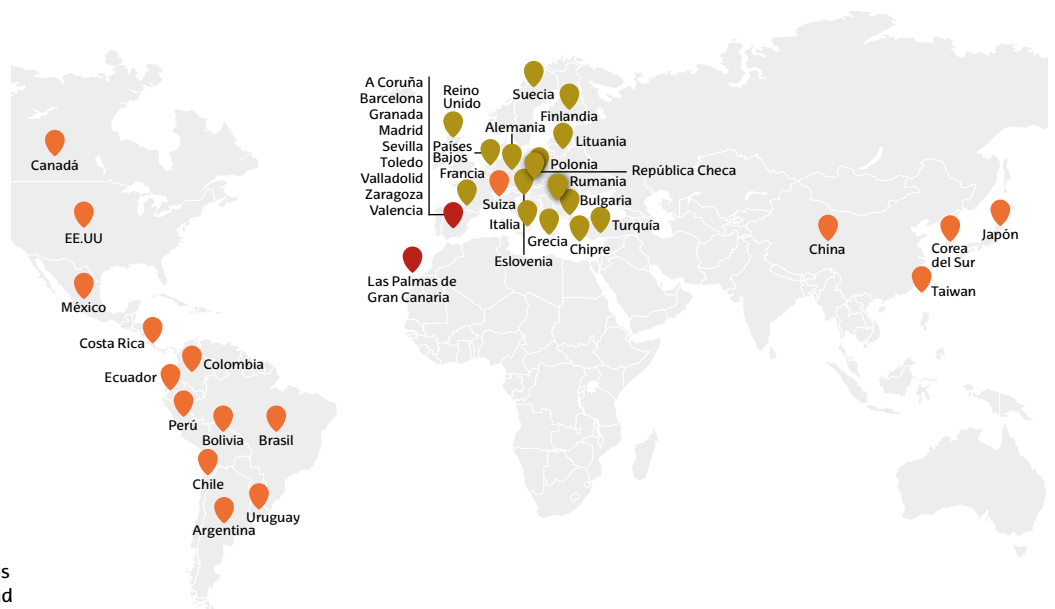 A Coruña
Barcelona
Granada
Madrid
Sevilla
Toledo
Valladolid
Zaragoza
Valencia
Reino
Unido
Suecia
Finlandia
Alemania
Lituania
Países
Bajos
Polonia
República Checa
Francia
Rumanía
Suiza
Bulgaria
Italia
Turquía
Grecia
Chipre
Eslovenia
Las Palmas de
Gran Canaria
Canadá
EE.UU
México
Costa Rica
Colombia
Ecuador
Perú
Bolivia
Brasil
Chile
Uruguay
Argentina
China
Corea
del Sur
Japón
Taiwan